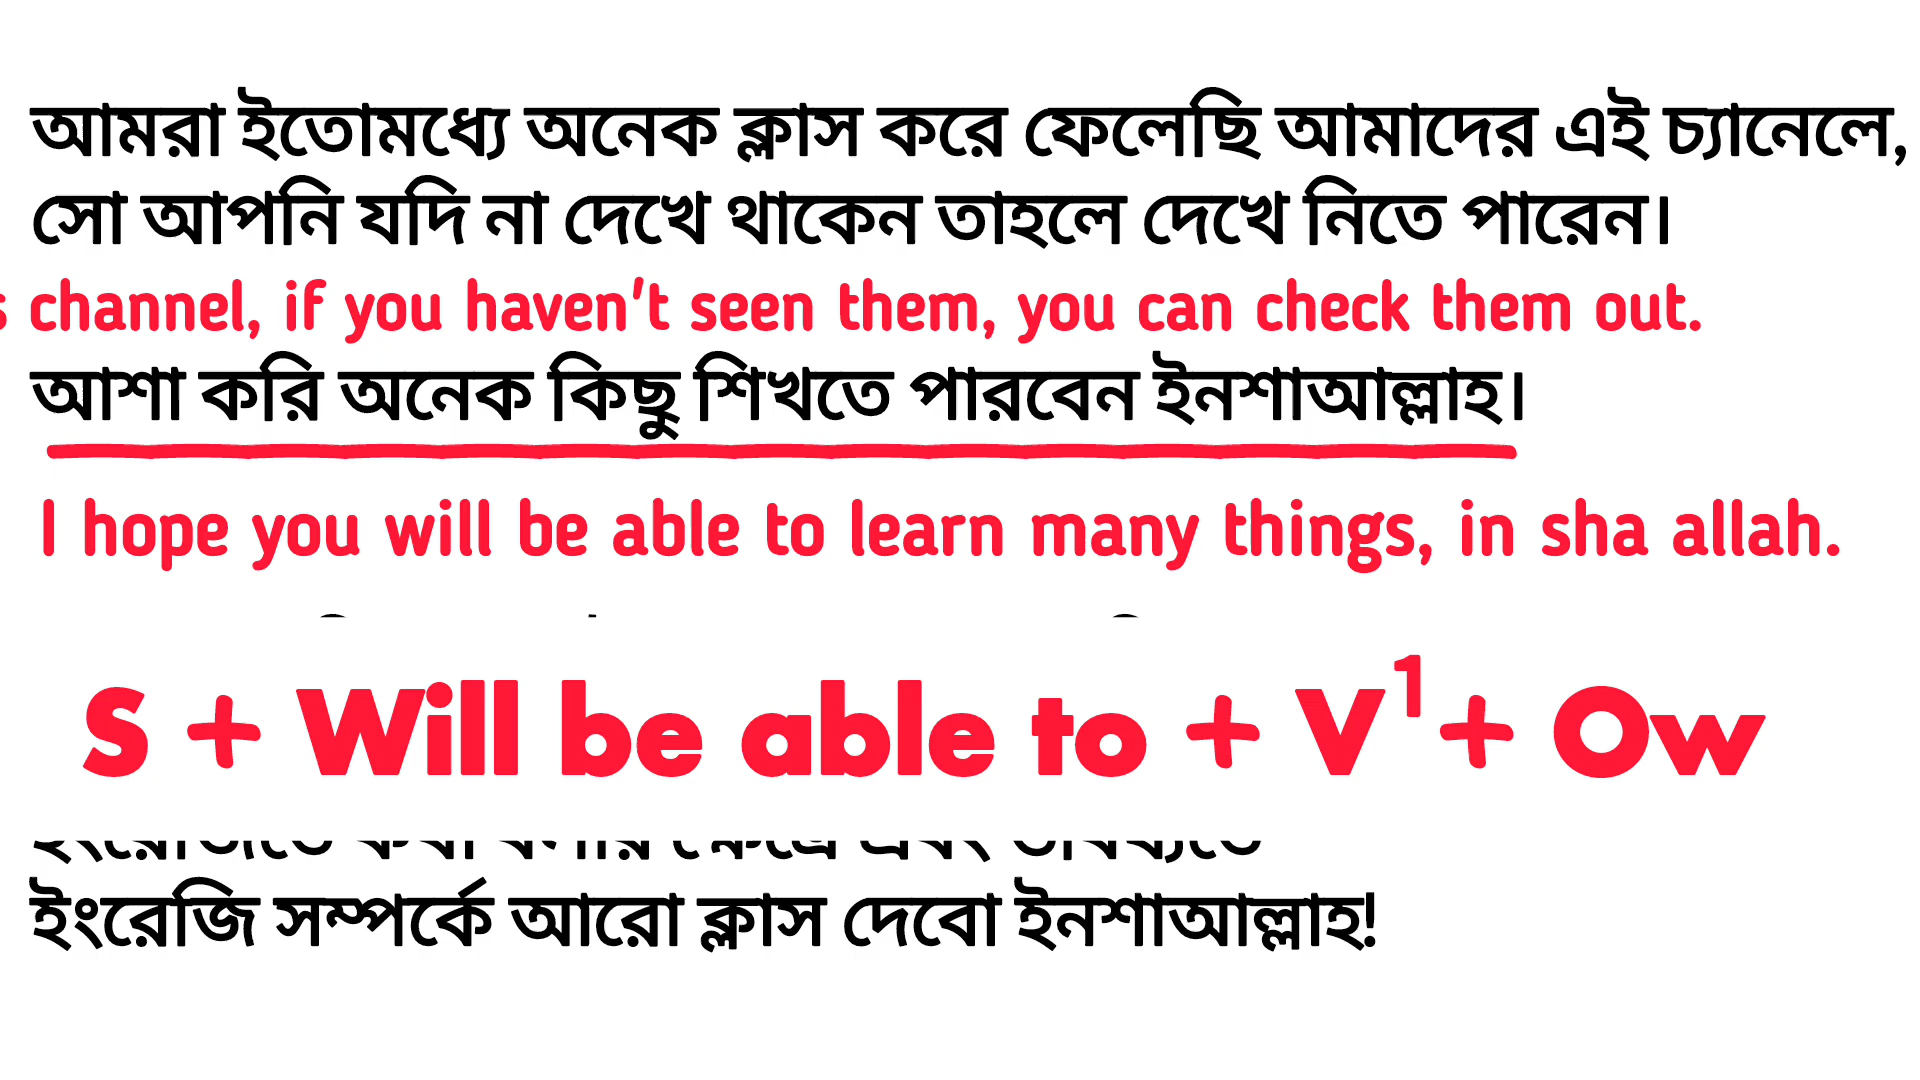 আমরা ইতোমধ্যে অনেক ক্লাস করে ফেলেছি আমাদের এই চ্যানেলে,
সো আপনি যদি না দেখে থাকেন তাহলে দেখে নিতে পারেন।
channel, if you haven't seen them, you can check them out.
আশা করি অনেক কিছু শিখতে পারবেন ইনশাআল্লাহ।
I hope you will be able to learn many things, in sha allah.
S + Will be able to + V¹ + Ow
ইংরেজি সম্পর্কে আরো ক্লাস দেবো ইনশাআল্লাহ!